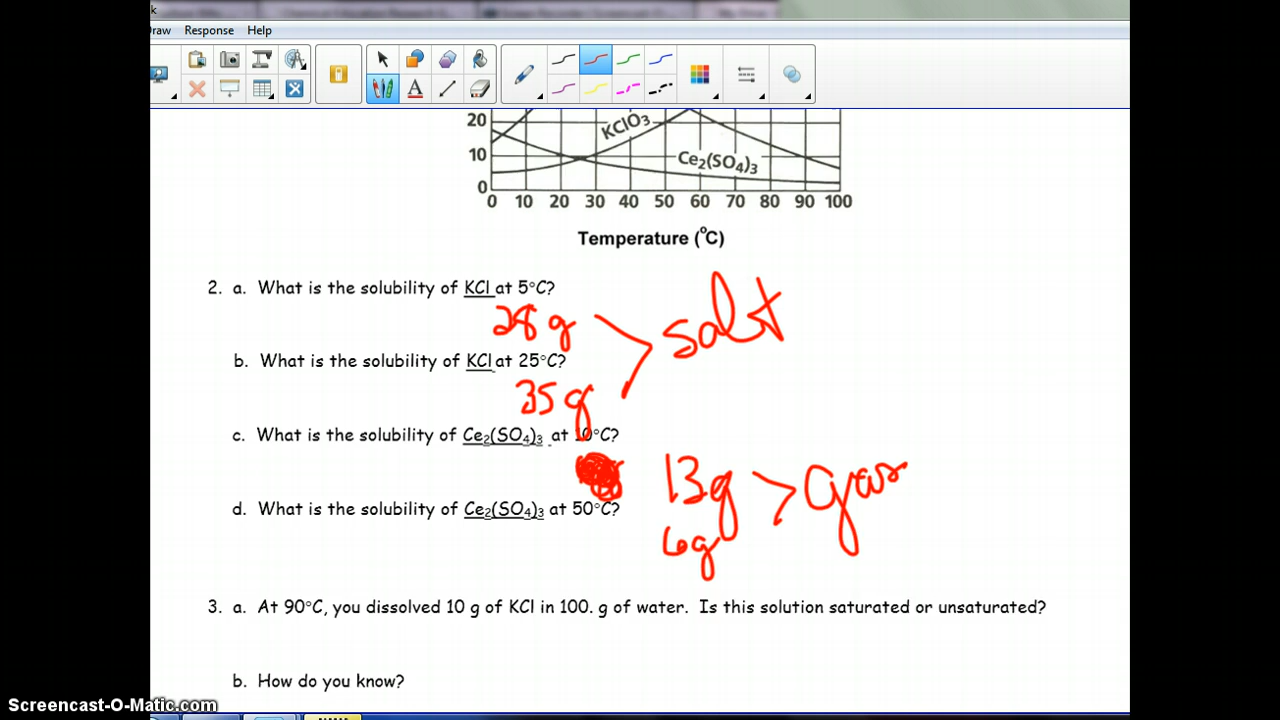 k
raw Response Help
20
KClO3
10
Ce2(SO4)3
0
0 10 20 30 40 50 60 70 80 90 100
Temperature (°C)
2. a. What is the solubility of KCl at 5°C?
28 g
salt
b. What is the solubility of KCl at 25°C?
35 g
c. What is the solubility of Ce2(SO4)3 at 10°C?
13g > gas
d. What is the solubility of Ce2(SO4)3 at 50°C?
6g
3. a. At 90°C, you dissolved 10 g of KCl in 100. g of water. Is this solution saturated or unsaturated?
b. How do you know?
Screencast-O-Matic.com